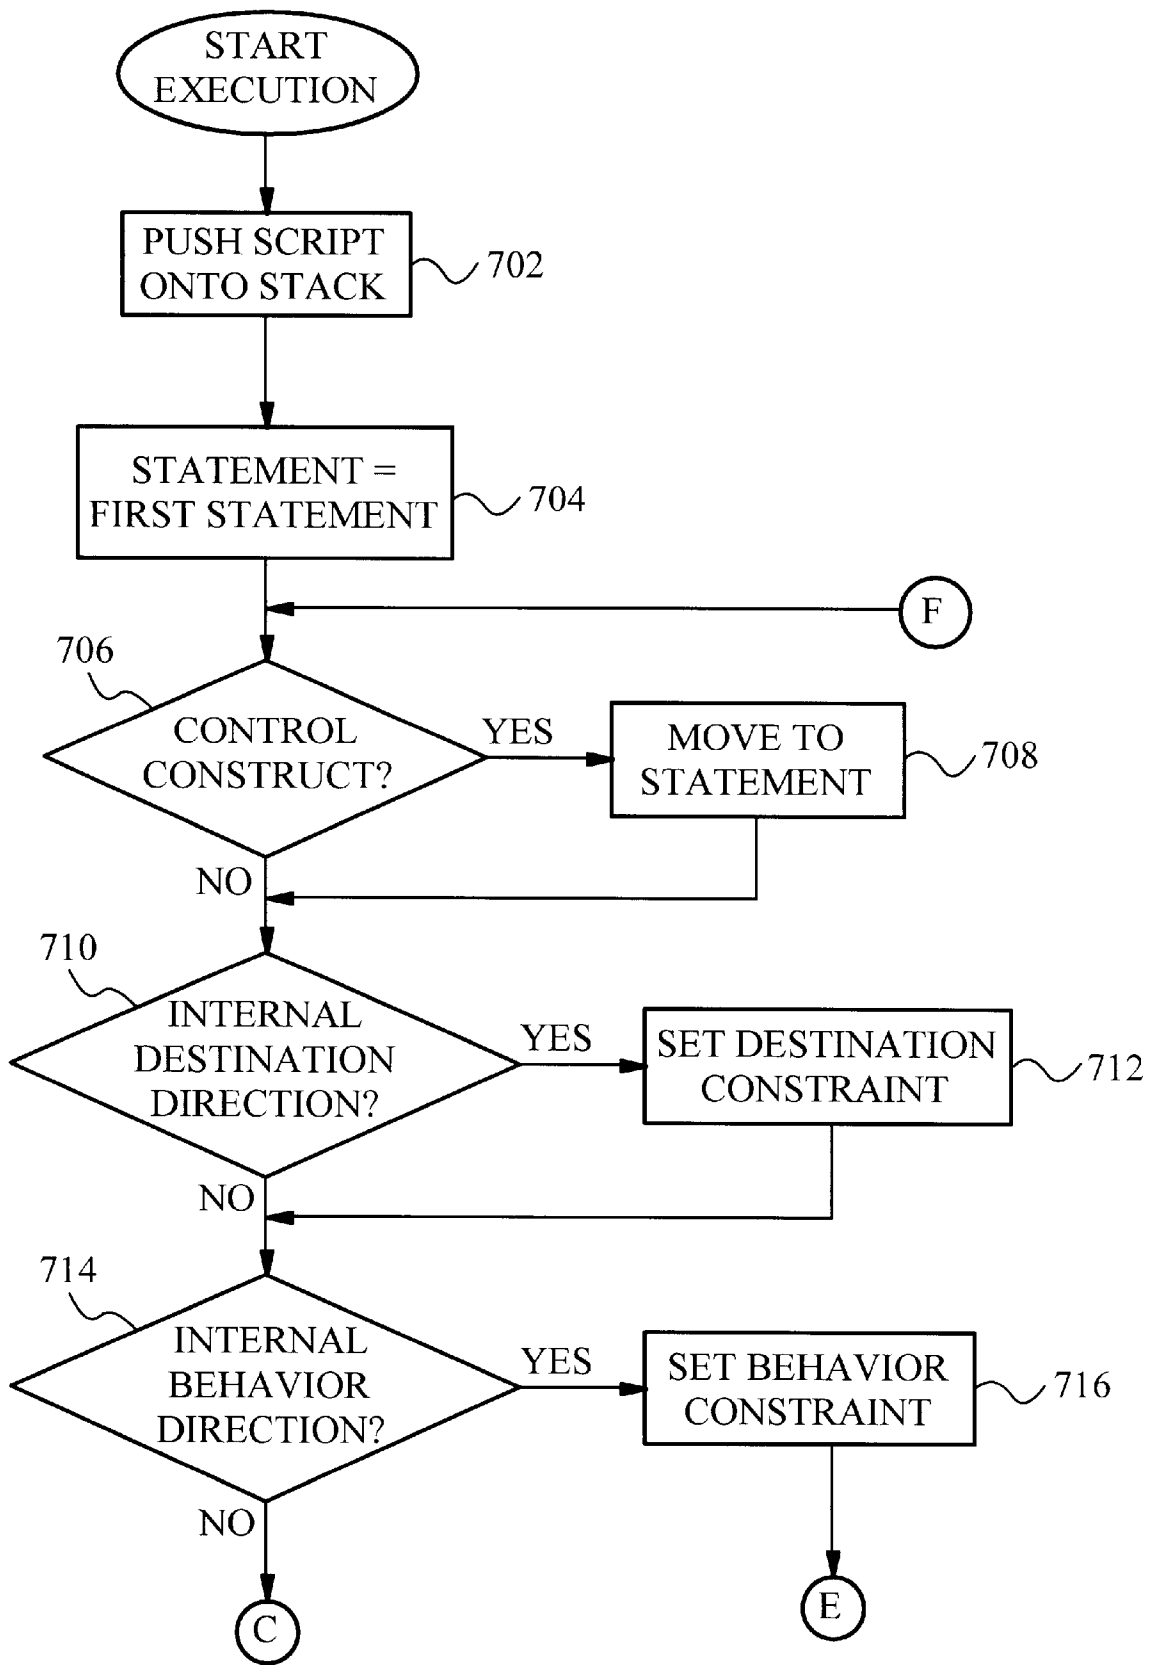 START
EXECUTION
PUSH SCRIPT
ONTO STACK
702
STATEMENT =
FIRST STATEMENT
704
F
706
CONTROL
CONSTRUCT?
YES
MOVE TO
STATEMENT
708
NO
710
INTERNAL
DESTINATION
DIRECTION?
YES
SET DESTINATION
CONSTRAINT
712
NO
714
INTERNAL
BEHAVIOR
DIRECTION?
YES
SET BEHAVIOR
CONSTRAINT
716
NO
C
E